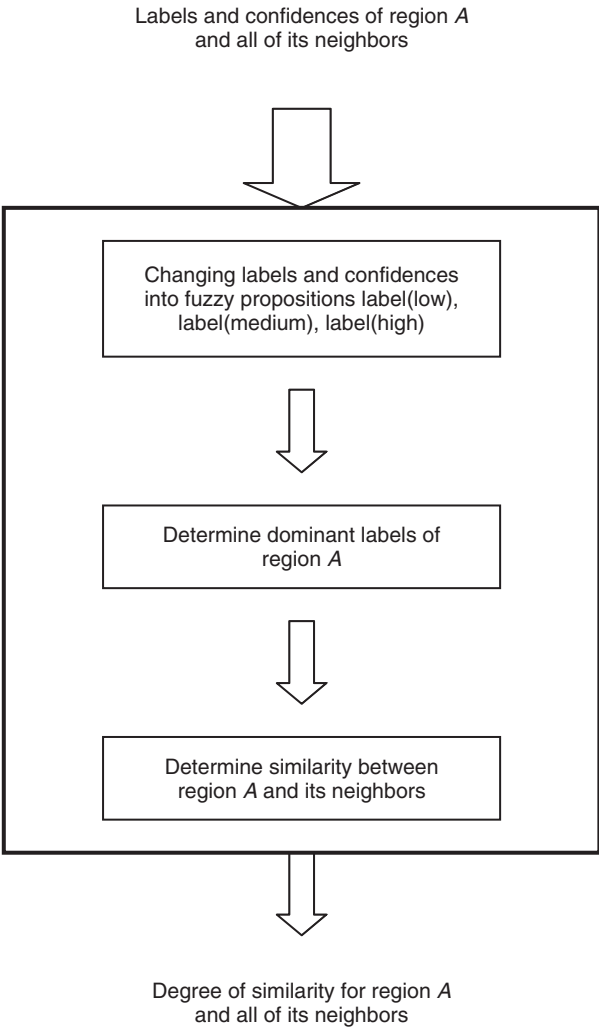 Labels and confidences of region A
and all of its neighbors
Changing labels and confidences
into fuzzy propositions label(low),
label(medium), label(high)
Determine dominant labels of
region A
Determine similarity between
region A and its neighbors
Degree of similarity for region A
and all of its neighbors